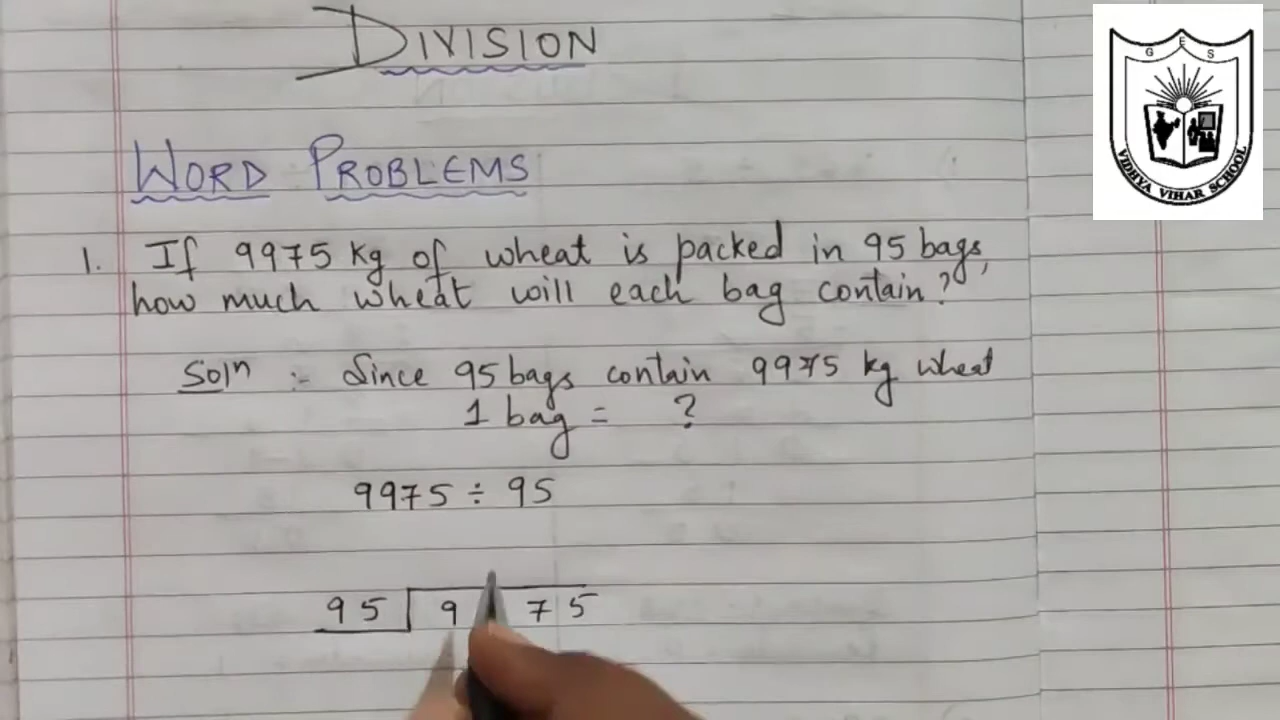 DIVISION
WORD PROBLEMS
1. If 9975 Kg of wheat is packed in 95 bags,
how much wheat will each bag contain?
Soln :- Since 95 bags contain 9975 kg wheat
1 bag = ?
9975 ÷ 95
95 9 75
G E S
VIDHYA VIHAR SCHOOL